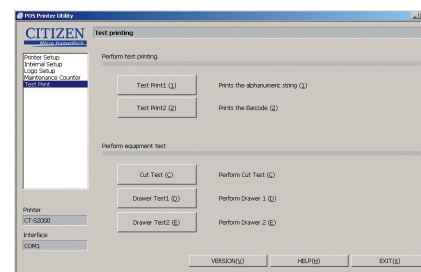 POS Printer Utility
CITIZEN
Micro HumanTech
Test printing
Printer Setup
Internal Setup
Logo Setup
Maintenance Counter
Test Print
Perform test printing.
Test Print1 (1)
Prints the alphanumeric string (1)
Test Print2 (2)
Prints the Barcode (2)
Perform equipment test
Cut Test (C)
Perform Cut Test (C)
Drawer Test1 (D)
Perform Drawer 1 (D)
Drawer Test2 (E)
Perform Drawer 2 (E)
Printer
CT-S2000
Interface
COM1
VERSION(V)
HELP(H)
EXIT(X)